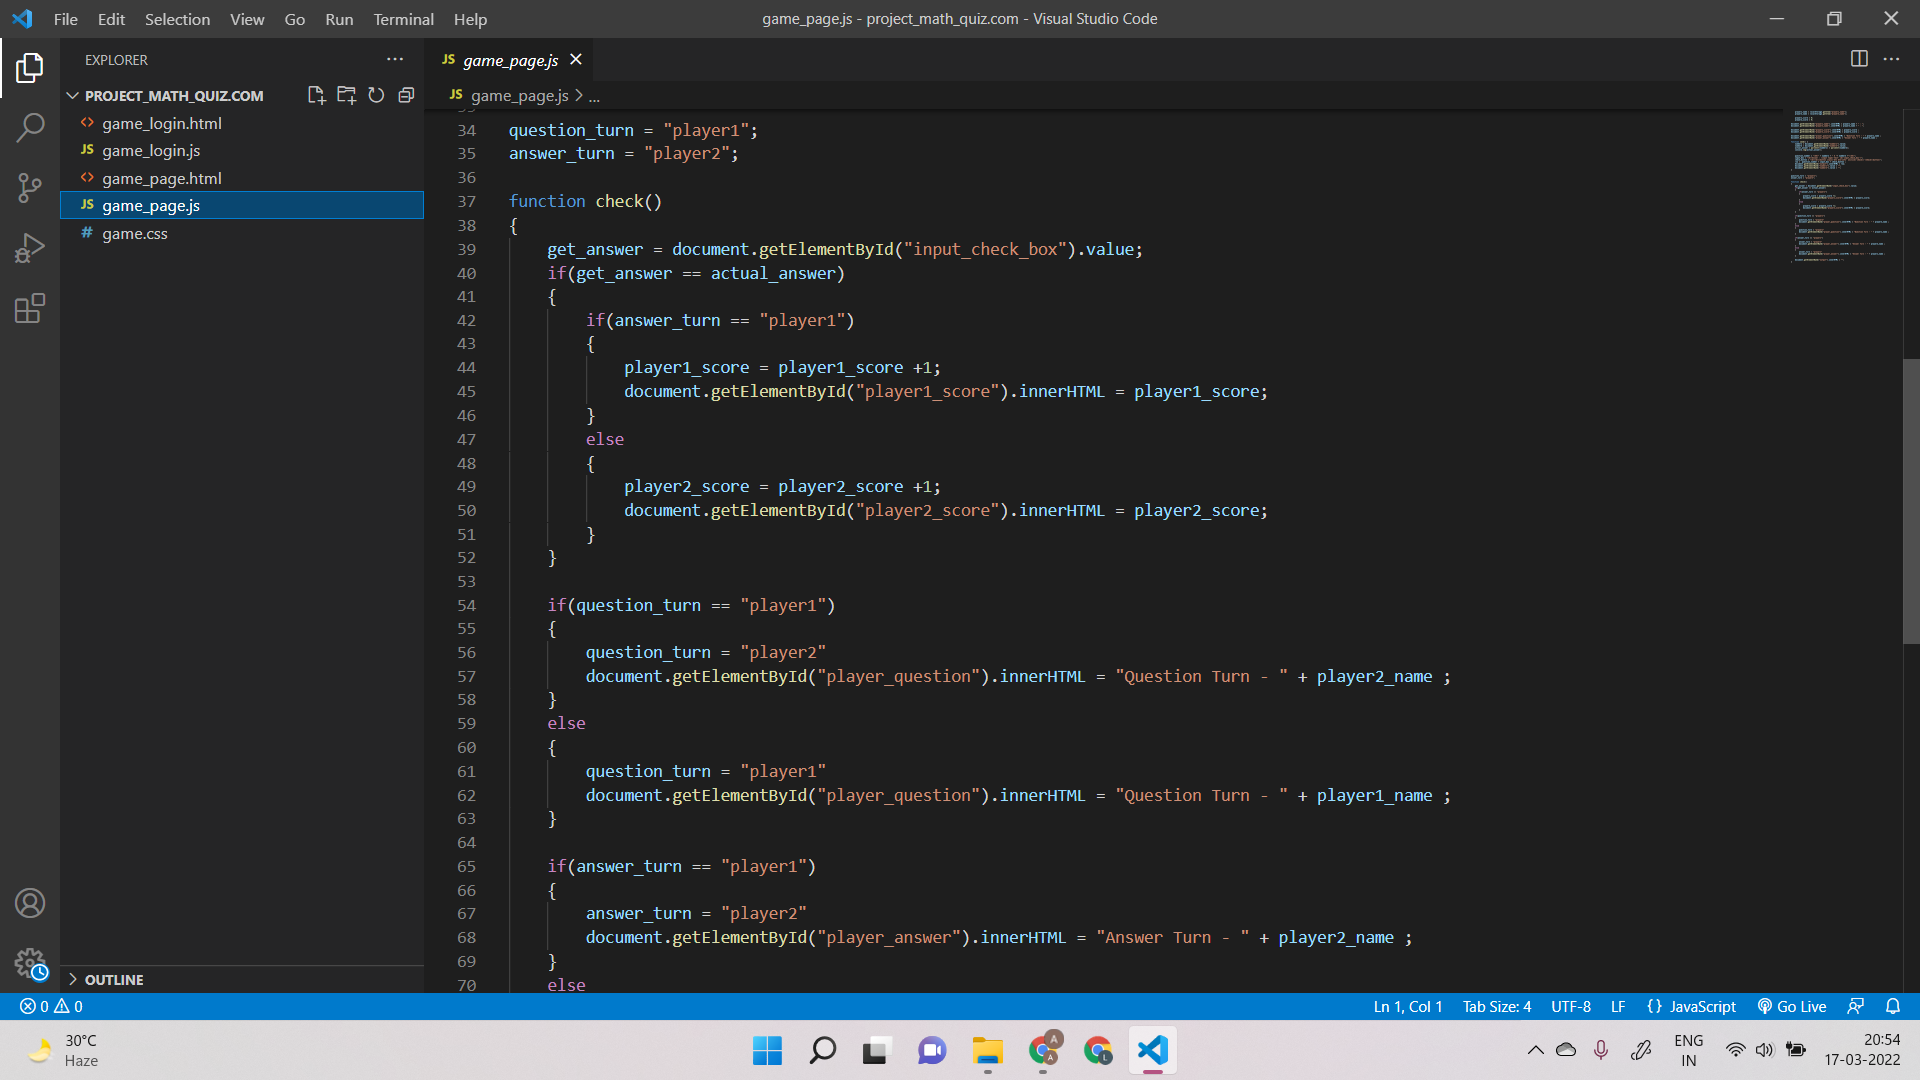 File Edit Selection View Go Run Terminal Help
game_page.js - project_math_quiz.com - Visual Studio Code
EXPLORER
PROJECT_MATH_QUIZ.COM
game_login.html
JS game_login.js
game_page.html
JS game_page.js
# game.css
OUTLINE
JS game_page.js
JS game_page.js > ...
34 question_turn = "player1";
35 answer_turn = "player2";
36
37 function check()
38 {
39 get_answer = document.getElementById("input_check_box").value;
40 if(get_answer == actual_answer)
41 {
42 if(answer_turn == "player1")
43 {
44 player1_score = player1_score +1;
45 document.getElementById("player1_score").innerHTML = player1_score;
46 }
47 else
48 {
49 player2_score = player2_score +1;
50 document.getElementById("player2_score").innerHTML = player2_score;
51 }
52 }
53
54 if(question_turn == "player1")
55 {
56 question_turn = "player2"
57 document.getElementById("player_question").innerHTML = "Question Turn - " + player2_name ;
58 }
59 else
60 {
61 question_turn = "player1"
62 document.getElementById("player_question").innerHTML = "Question Turn - " + player1_name ;
63 }
64
65 if(answer_turn == "player1")
66 {
67 answer_turn = "player2"
68 document.getElementById("player_answer").innerHTML = "Answer Turn - " + player2_name ;
69 }
70 else
0 0
Ln 1, Col 1 Tab Size: 4 UTF-8 LF {} JavaScript Go Live
30°C
Haze
A
A
L
ENG
IN
20:54
17-03-2022